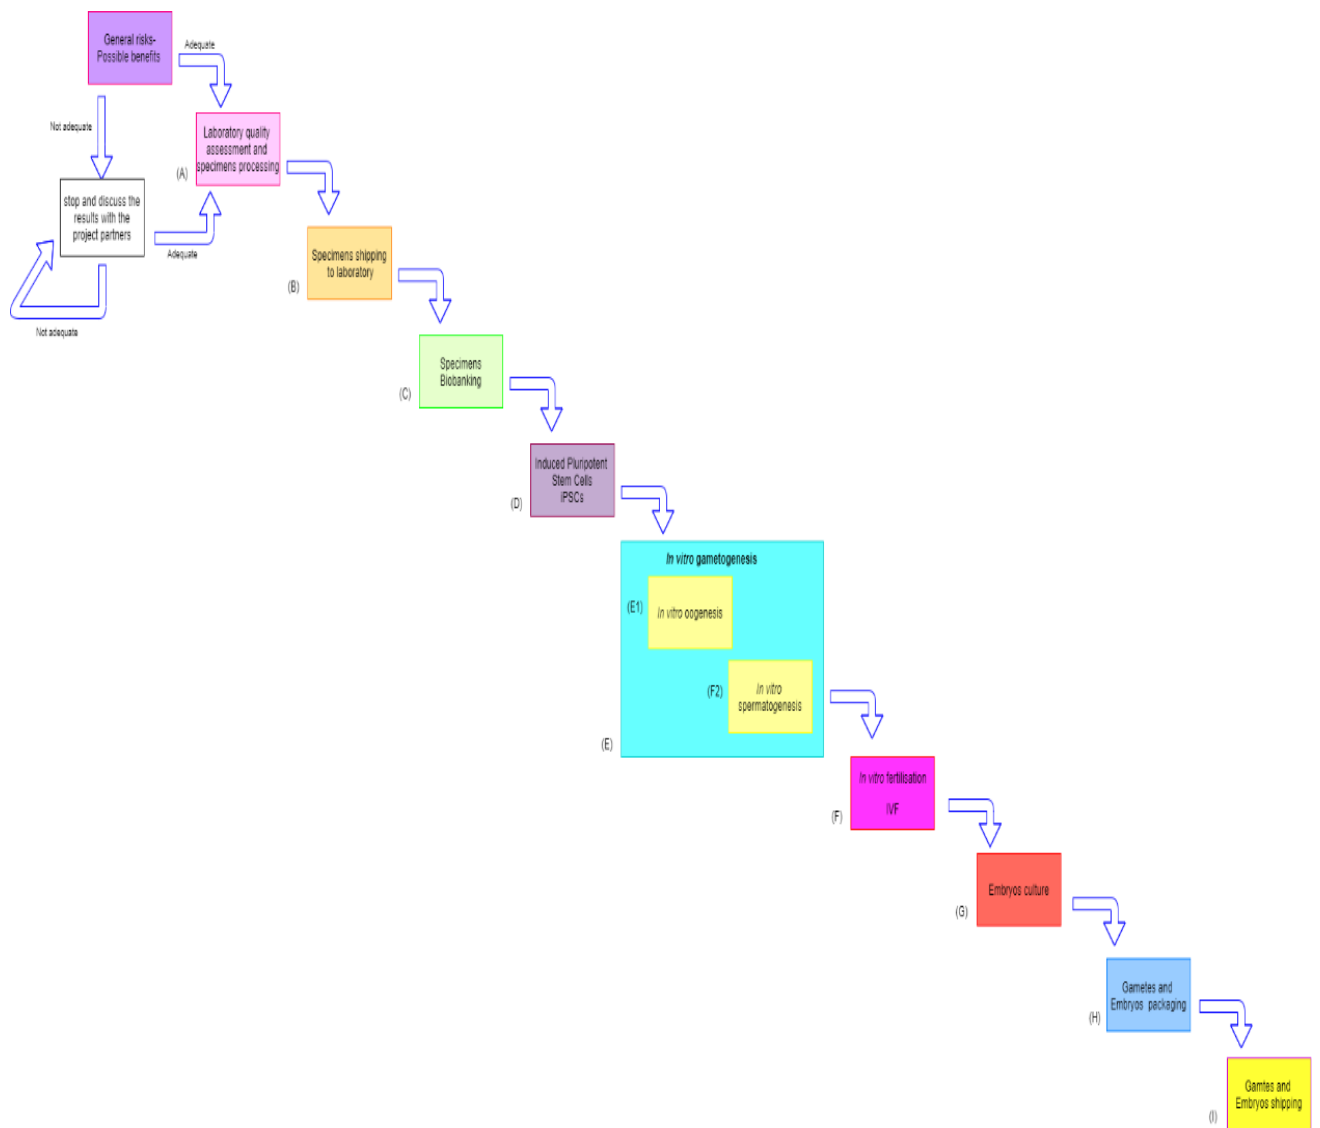 General risks-
Possible benefits
Adequate
Not adequate
Laboratory quality
assessment and
specimens processing
(A)
stop and discuss the
results with the
project partners
Adequate
Not adequate
Specimens shipping
to laboratory
(B)
Specimens
Biobanking
(C)
Induced Pluripotent
Stem Cells
iPSCs
(D)
In vitro gametogenesis
(E1)
In vitro oogenesis
(F2)
In vitro
spermatogenesis
(E)
In vitro fertilisation
IVF
(F)
Embryos culture
(G)
Gametes and
Embryos packaging
(H)
Gamtes and
Embryos shipping
(I)